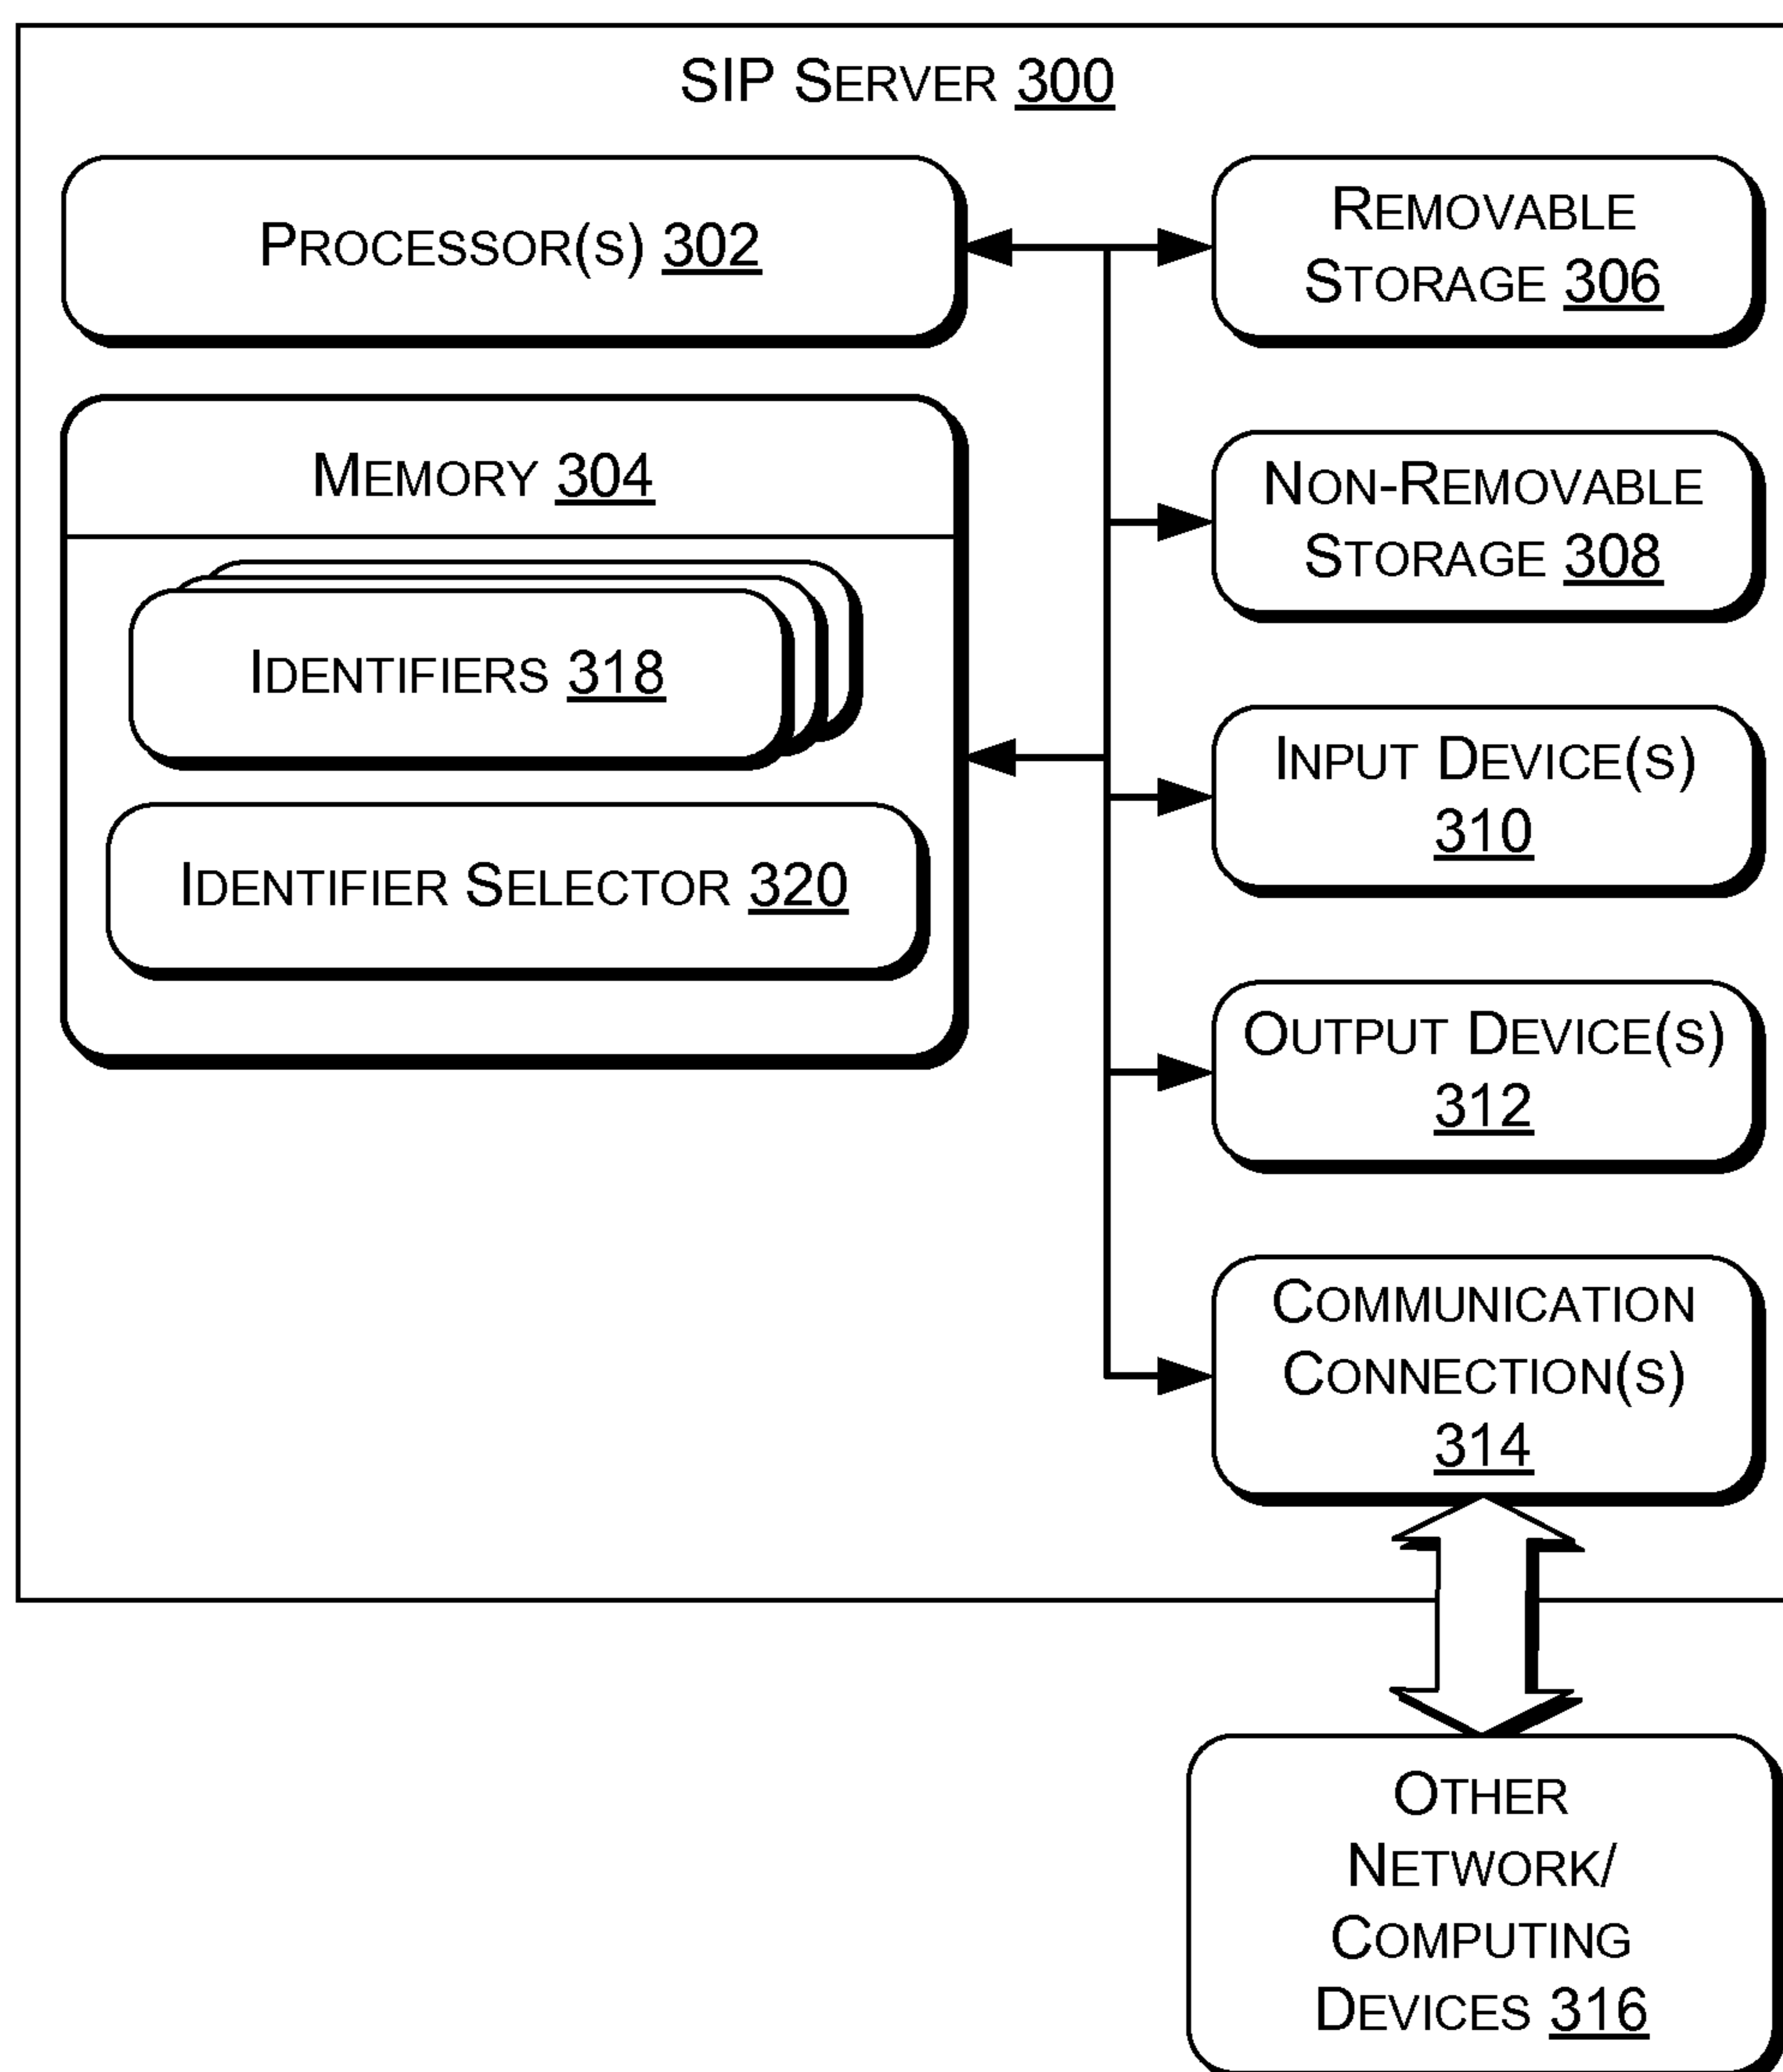 SIP SERVER 300
PROCESSOR(S) 302
MEMORY 304
IDENTIFIERS 318
IDENTIFIER SELECTOR 320
REMOVABLE
STORAGE 306
NON-REMOVABLE
STORAGE 308
INPUT DEVICE(S)
310
OUTPUT DEVICE(S)
312
COMMUNICATION
CONNECTION(S)
314
OTHER
NETWORK/
COMPUTING
DEVICES 316